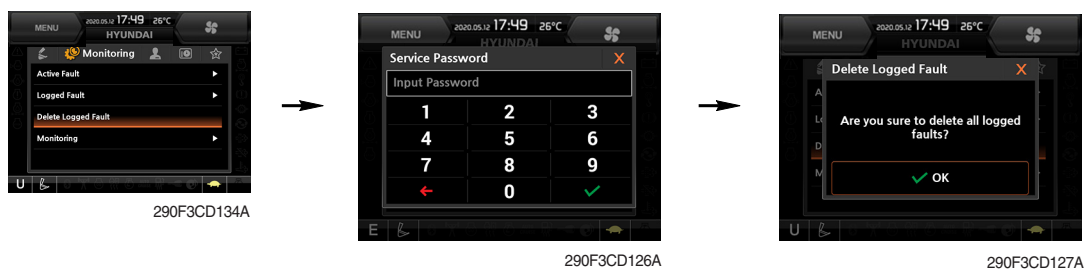 MENU
2020.05.12 17:49 26°C
HYUNDAI
Monitoring
Active Fault
Logged Fault
Delete Logged Fault
Monitoring
U
290F3CD134A
MENU
2020.05.12 17:49 26°C
HYUNDAI
Service Password X
Input Password
1 2 3
4 5 6
7 8 9
0
E
290F3CD126A
MENU
2020.05.12 17:49 26°C
HYUNDAI
Delete Logged Fault X
Are you sure to delete all logged
faults?
OK
U
290F3CD127A